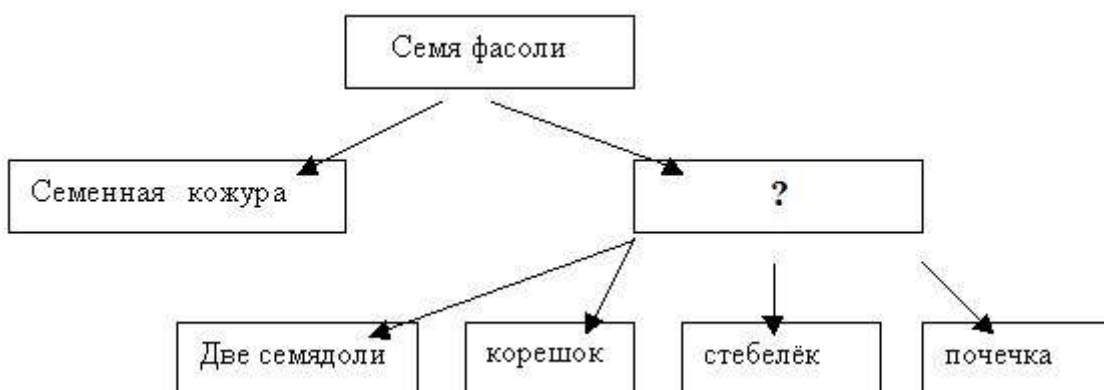 Семя фасоли
Семенная кожура
?
Две семядоли
корешок
стебелёк
почечка